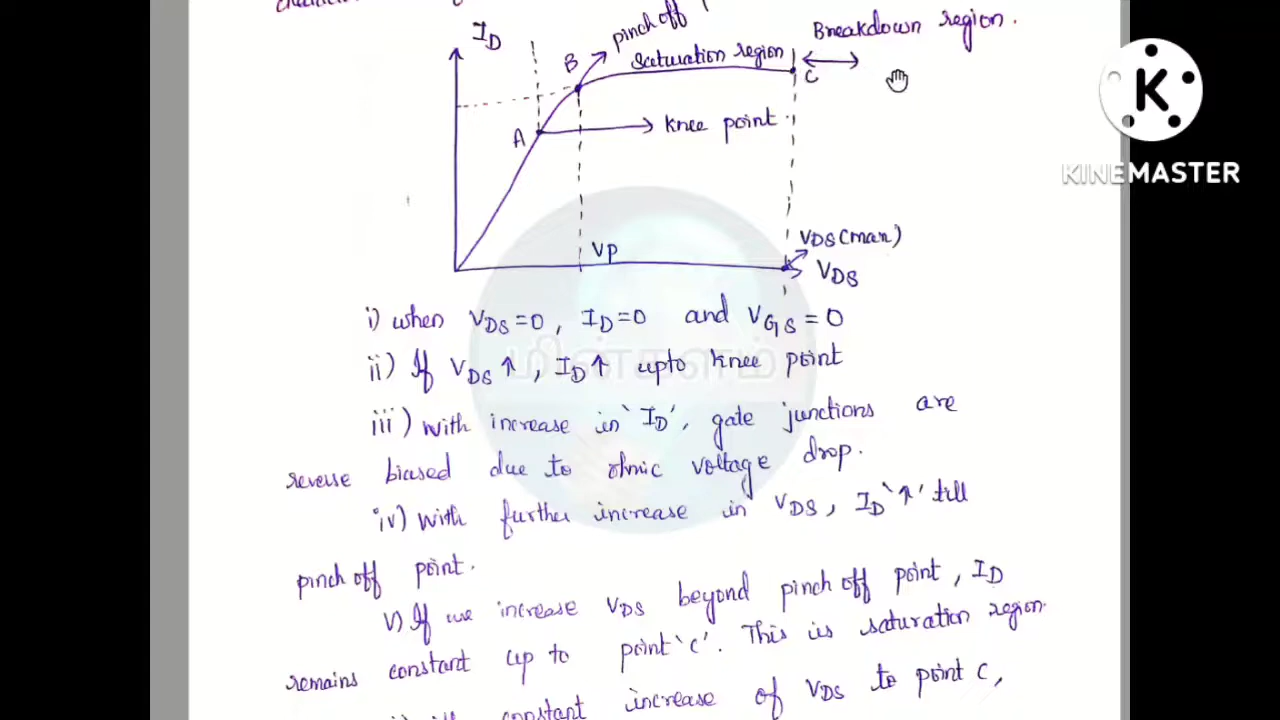 ID
B
pinch off
saturation region
Breakdown region.
C
A
knee point
VP
VDS(max)
VDS
i) when VDS=0, ID=0 and VGS=0
ii) If VDS↑, ID↑ upto knee point
iii) with increase in 'ID', gate junctions are
reverse biased due to ohmic voltage drop.
iv) With further increase in VDS, ID '↑' till
pinch off point.
v) If we increase VDS beyond pinch off point, ID
remains constant up to point 'c'. This is saturation region.
constant increase of VDS to point C,
K
KINEMASTER